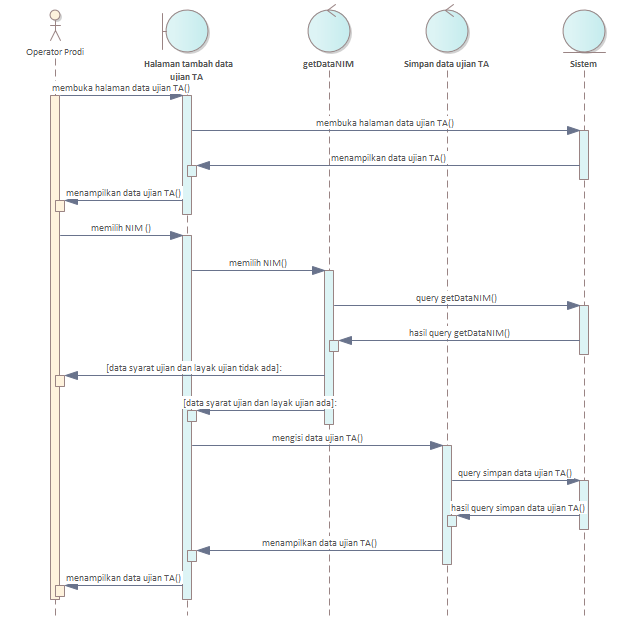 Operator Prodi
Halaman tambah data
ujian TA
getDataNIM
Simpan data ujian TA
Sistem
membuka halaman data ujian TA()
membuka halaman data ujian TA()
menampilkan data ujian TA()
menampilkan data ujian TA()
memilih NIM ()
memilih NIM()
query getDataNIM()
hasil query getDataNIM()
[data syarat ujian dan layak ujian tidak ada]:
[data syarat ujian dan layak ujian ada]:
mengisi data ujian TA()
query simpan data ujian TA()
hasil query simpan data ujian TA()
menampilkan data ujian TA()
menampilkan data ujian TA()